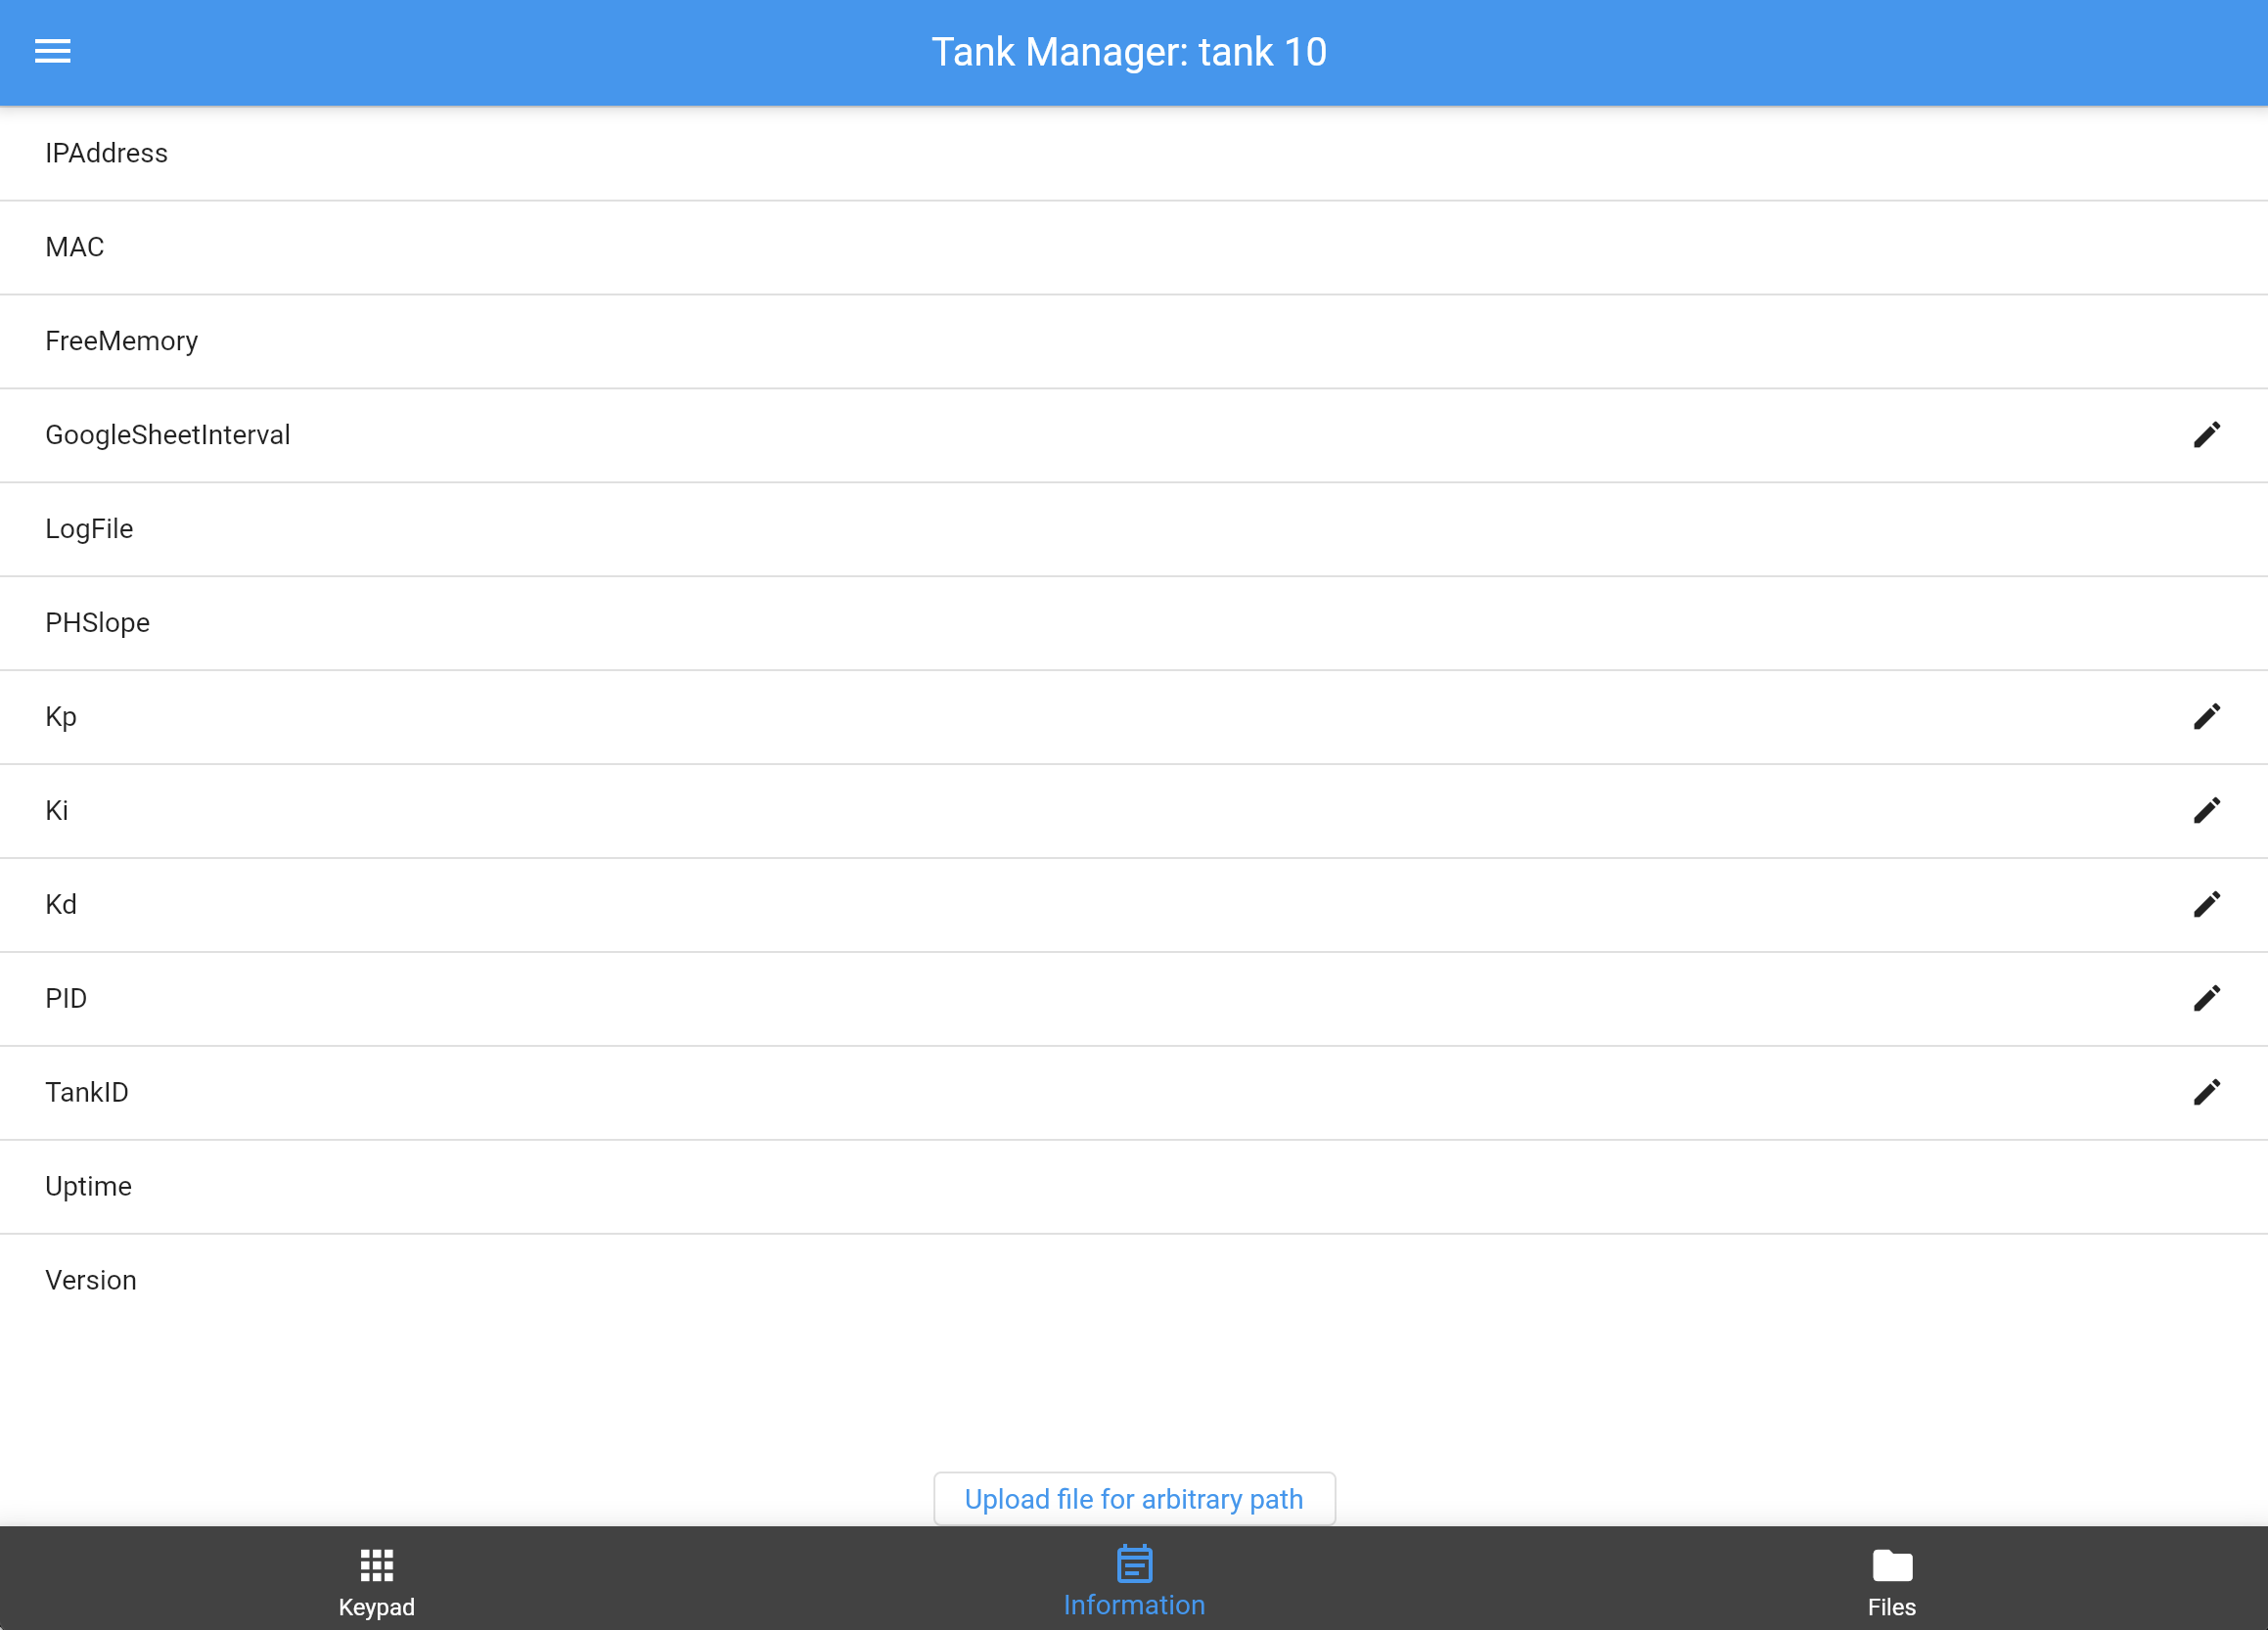 Tank Manager: tank 10
IPAddress
MAC
FreeMemory
GoogleSheetInterval
LogFile
PHSlope
Kp
Ki
Kd
PID
TankID
Uptime
Version
Upload file for arbitrary path
Keypad
Information
Files